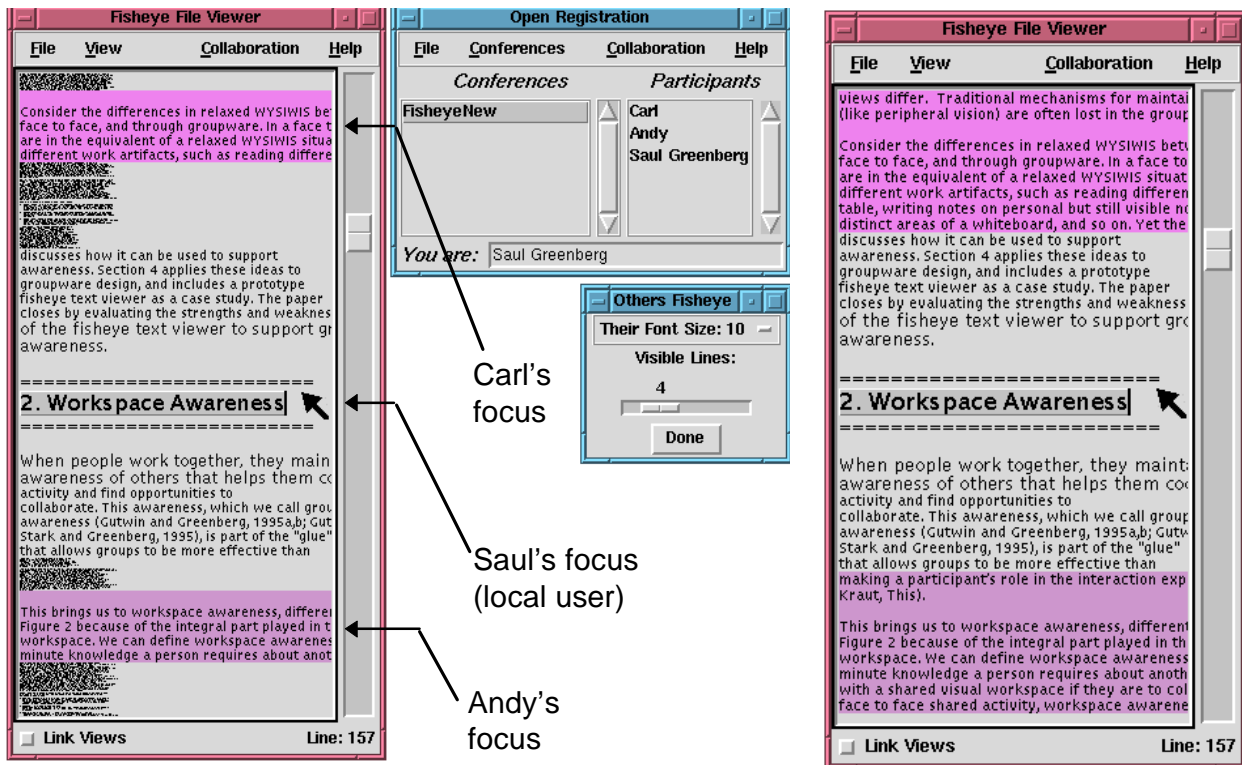 Fisheye File Viewer
File View Collaboration Help
Consider the differences in relaxed WYSIWIS be
face to face, and through groupware. In a face t
are in the equivalent of a relaxed WYSIWIS situa
different work artifacts, such as reading differe
discusses how it can be used to support
awareness. Section 4 applies these ideas to
groupware design, and includes a prototype
fisheye text viewer as a case study. The paper
closes by evaluating the strengths and weaknes
of the fisheye text viewer to support gr
awareness.
==========================
2. Workspace Awareness
==========================
When people work together, they main
awareness of others that helps them co
activity and find opportunities to
collaborate. This awareness, which we call grou
awareness (Gutwin and Greenberg, 1995a,b; Gut
Stark and Greenberg, 1995), is part of the "glue"
that allows groups to be more effective than
This brings us to workspace awareness, differen
Figure 2 because of the integral part played in t
workspace. We can define workspace awarenes
minute knowledge a person requires about anot
Link Views Line: 157
Open Registration
File Conferences Collaboration Help
Conferences Participants
FisheyeNew
Carl
Andy
Saul Greenberg
You are: Saul Greenberg
Others Fisheye
Their Font Size: 10
Visible Lines:
4
Done
Carl's
focus
Saul's focus
(local user)
Andy's
focus
Fisheye File Viewer
File View Collaboration Help
views differ. Traditional mechanisms for maintai
(like peripheral vision) are often lost in the group
Consider the differences in relaxed WYSIWIS betw
face to face, and through groupware. In a face to
are in the equivalent of a relaxed WYSIWIS situat
different work artifacts, such as reading differen
table, writing notes on personal but still visible no
distinct areas of a whiteboard, and so on. Yet the
discusses how it can be used to support
awareness. Section 4 applies these ideas to
groupware design, and includes a prototype
fisheye text viewer as a case study. The paper
closes by evaluating the strengths and weakness
of the fisheye text viewer to support gro
awareness.
==========================
2. Workspace Awareness
==========================
When people work together, they maint
awareness of others that helps them coo
activity and find opportunities to
collaborate. This awareness, which we call group
awareness (Gutwin and Greenberg, 1995a,b; Gutw
Stark and Greenberg, 1995), is part of the "glue"
that allows groups to be more effective than
making a participant's role in the interaction exp
Kraut, This).
This brings us to workspace awareness, different
Figure 2 because of the integral part played in th
workspace. We can define workspace awareness
minute knowledge a person requires about anoth
with a shared visual workspace if they are to col
face to face shared activity, workspace awarene
Link Views Line: 157